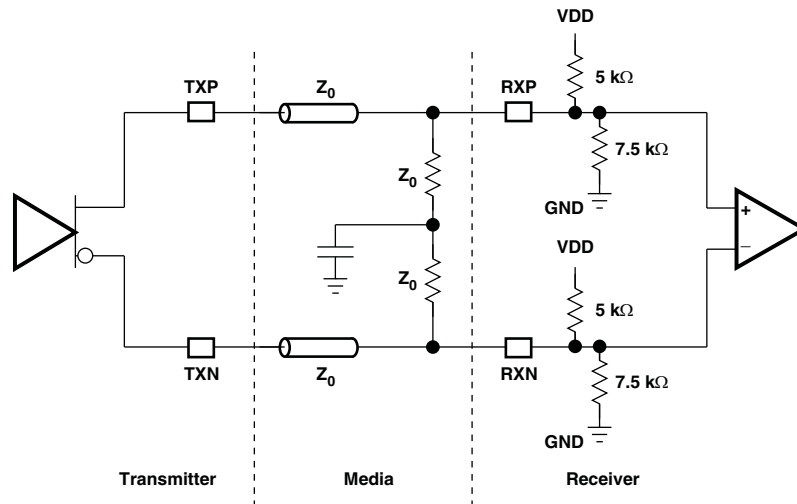 VDD
TXP
Z0
RXP
5 kΩ
7.5 kΩ
Z0
GND
+
VDD
−
Z0
5 kΩ
TXN
Z0
RXN
7.5 kΩ
GND
Transmitter
Media
Receiver